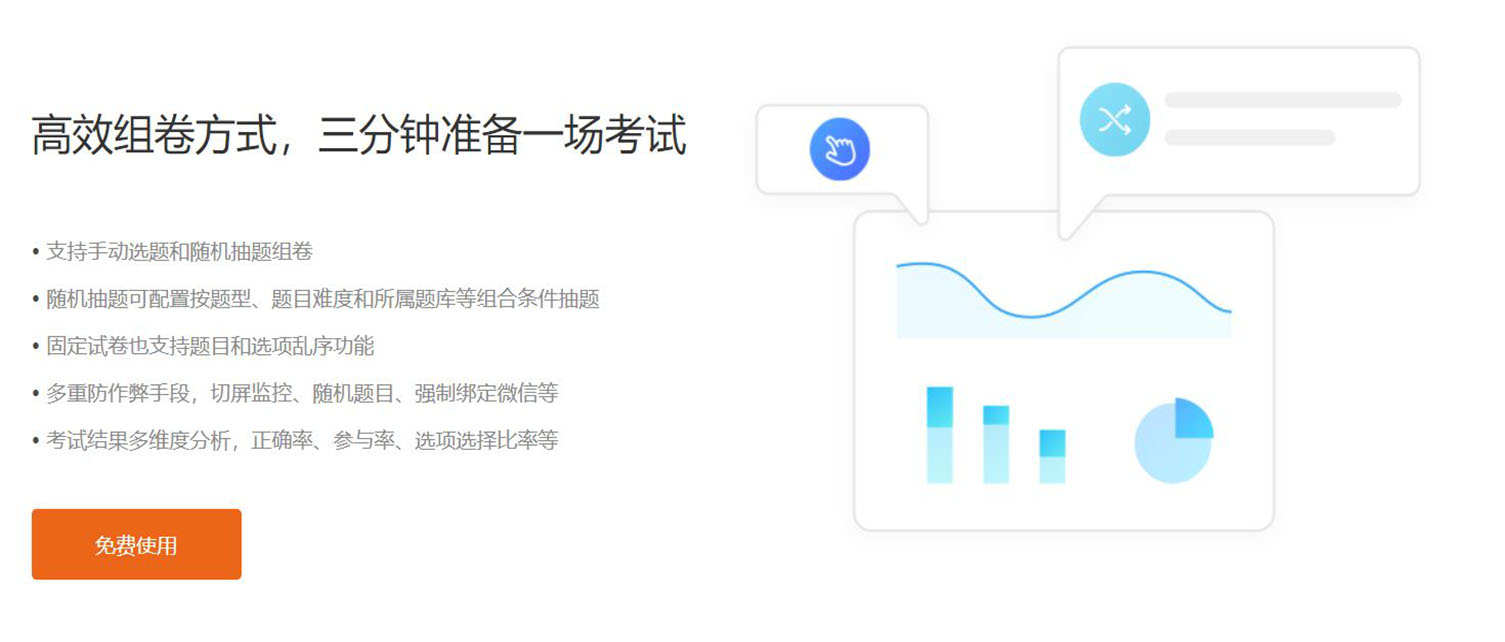 高效组卷方式，三分钟准备一场考试
• 支持手动选题和随机抽题组卷
• 随机抽题可配置按题型、题目难度和所属题库等组合条件抽题
• 固定试卷也支持题目和选项乱序功能
• 多重防作弊手段，切屏监控、随机题目、强制绑定微信等
• 考试结果多维度分析，正确率、参与率、选项选择比率等
免费使用